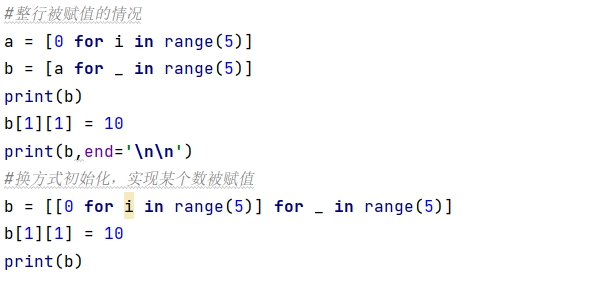 #整行被赋值的情况
a = [0 for i in range(5)]
b = [a for _ in range(5)]
print(b)
b[1][1] = 10
print(b,end='\n\n')
#换方式初始化，实现某个数被赋值
b = [[0 for i in range(5)] for _ in range(5)]
b[1][1] = 10
print(b)